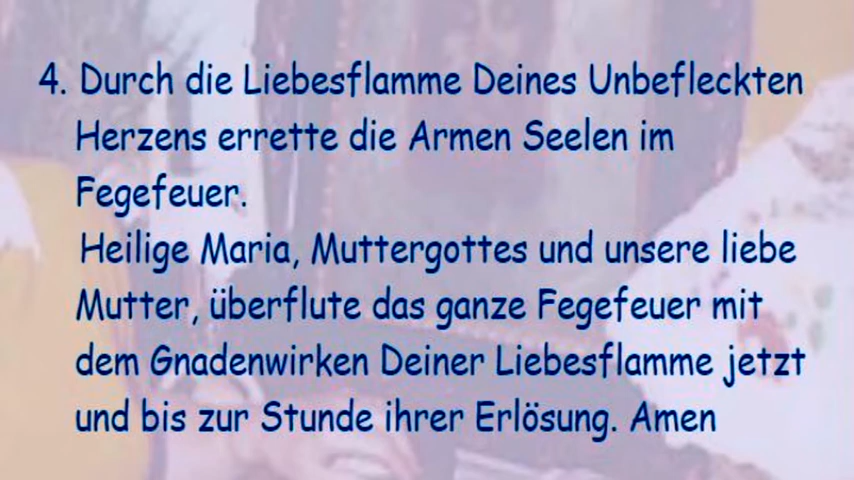 4. Durch die Liebesflamme Deines Unbefleckten
Herzens errette die Armen Seelen im
Fegefeuer.
Heilige Maria, Muttergottes und unsere liebe
Mutter, überflute das ganze Fegefeuer mit
dem Gnadenwirken Deiner Liebesflamme jetzt
und bis zur Stunde ihrer Erlösung. Amen